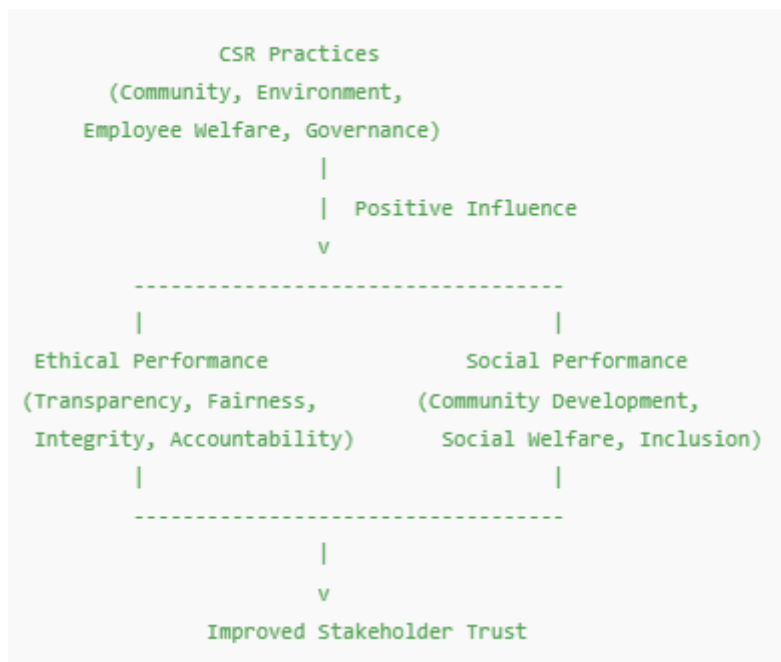 CSR Practices
(Community, Environment,
Employee Welfare, Governance)
|
| Positive Influence
v
-----------------------------------
| |
Ethical Performance Social Performance
(Transparency, Fairness, (Community Development,
Integrity, Accountability) Social Welfare, Inclusion)
| |
-----------------------------------
|
v
Improved Stakeholder Trust